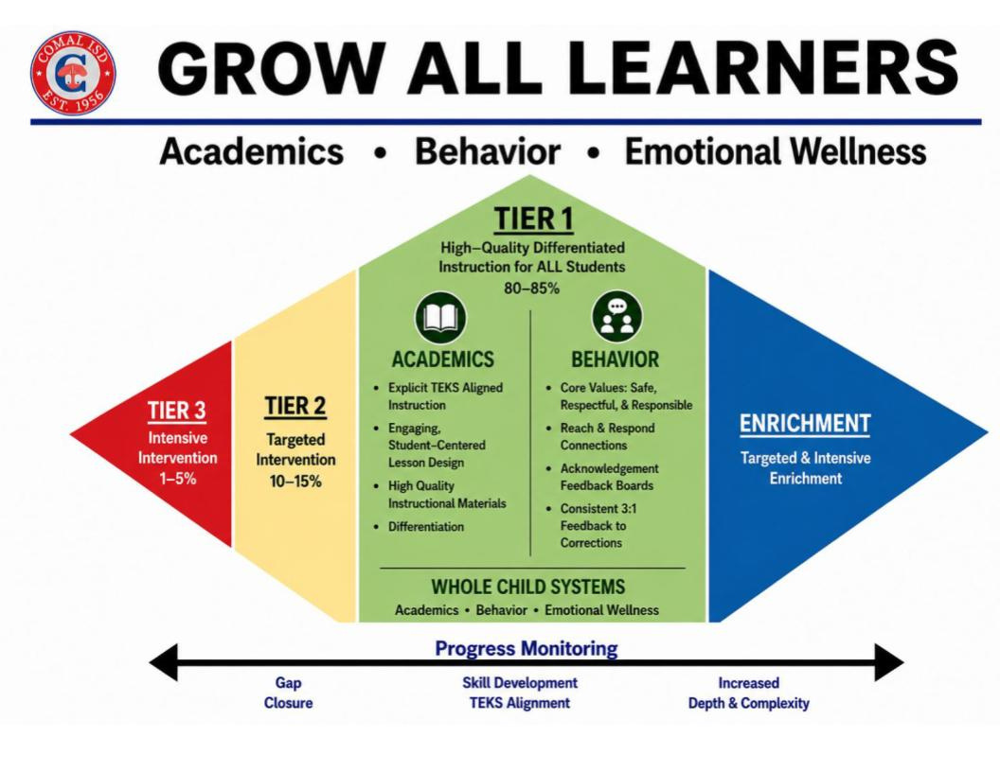 COMAL ISD
C
EST. 1956
GROW ALL LEARNERS
Academics • Behavior • Emotional Wellness
TIER 1
High–Quality Differentiated
Instruction for ALL Students
80–85%
ACADEMICS
• Explicit TEKS Aligned
Instruction
• Engaging,
Student–Centered
Lesson Design
• High Quality
Instructional Materials
• Differentiation
BEHAVIOR
• Core Values: Safe,
Respectful, & Responsible
• Reach & Respond
Connections
• Acknowledgement
Feedback Boards
• Consistent 3:1
Feedback to
Corrections
WHOLE CHILD SYSTEMS
Academics • Behavior • Emotional Wellness
TIER 3
Intensive
Intervention
1–5%
TIER 2
Targeted
Intervention
10–15%
ENRICHMENT
Targeted & Intensive
Enrichment
Progress Monitoring
Gap
Closure
Skill Development
TEKS Alignment
Increased
Depth & Complexity